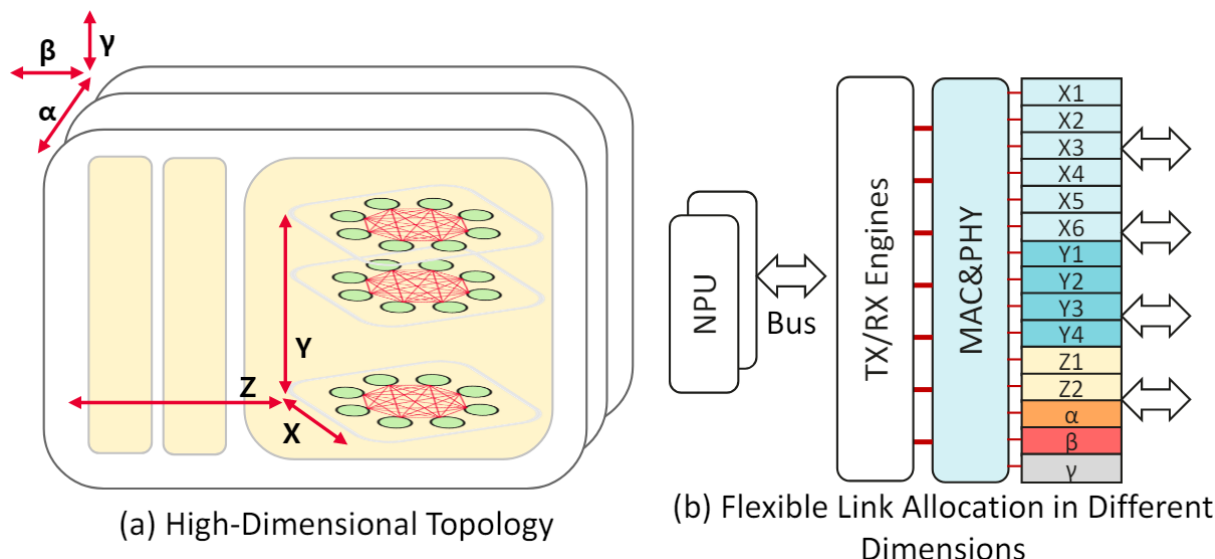 γ
β
α
Y
Z
X
(a) High-Dimensional Topology
NPU
Bus
TX/RX Engines
MAC&PHY
X1
X2
X3
X4
X5
X6
Y1
Y2
Y3
Y4
Z1
Z2
α
β
γ
(b) Flexible Link Allocation in Different
Dimensions